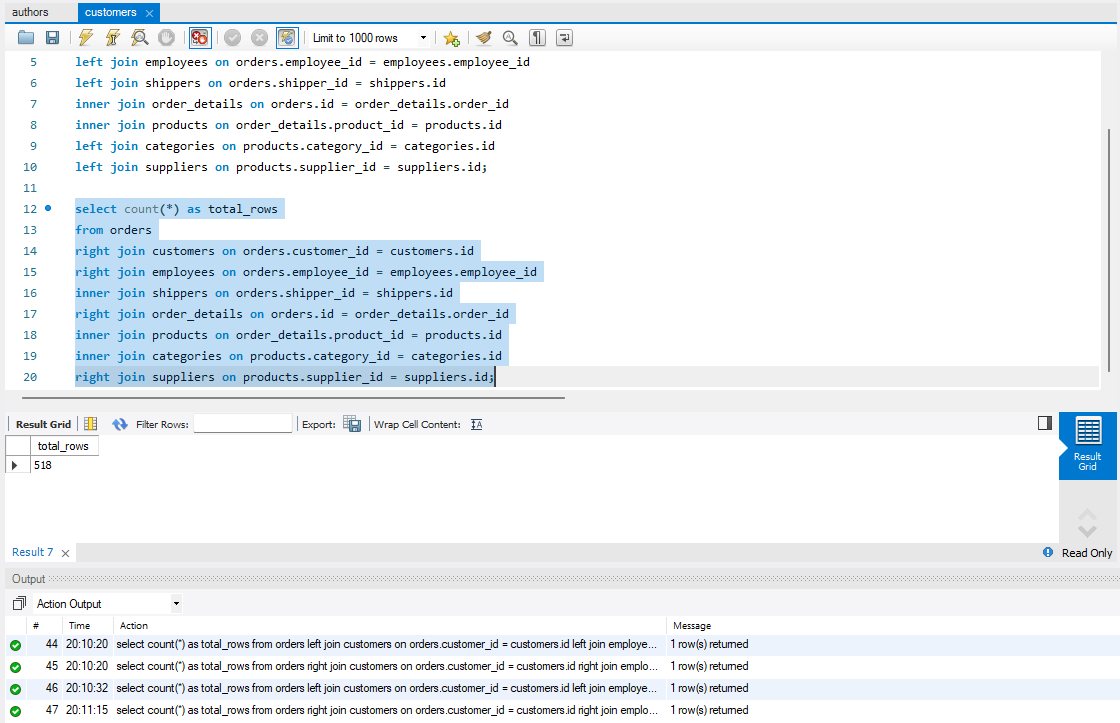 authors customers
Limit to 1000 rows
5 left join employees on orders.employee_id = employees.employee_id
6 left join shippers on orders.shipper_id = shippers.id
7 inner join order_details on orders.id = order_details.order_id
8 inner join products on order_details.product_id = products.id
9 left join categories on products.category_id = categories.id
10 left join suppliers on products.supplier_id = suppliers.id;
11
12 select count(*) as total_rows
13 from orders
14 right join customers on orders.customer_id = customers.id
15 right join employees on orders.employee_id = employees.employee_id
16 inner join shippers on orders.shipper_id = shippers.id
17 right join order_details on orders.id = order_details.order_id
18 inner join products on order_details.product_id = products.id
19 inner join categories on products.category_id = categories.id
20 right join suppliers on products.supplier_id = suppliers.id;
Result Grid Filter Rows: Export: Wrap Cell Content:
total_rows
518
Result
Grid
Result 7 Read Only
Output
Action Output
# Time Action Message
44 20:10:20 select count(*) as total_rows from orders left join customers on orders.customer_id = customers.id left join employe... 1 row(s) returned
45 20:10:20 select count(*) as total_rows from orders right join customers on orders.customer_id = customers.id right join emplo... 1 row(s) returned
46 20:10:32 select count(*) as total_rows from orders left join customers on orders.customer_id = customers.id left join employe... 1 row(s) returned
47 20:11:15 select count(*) as total_rows from orders right join customers on orders.customer_id = customers.id right join emplo... 1 row(s) returned